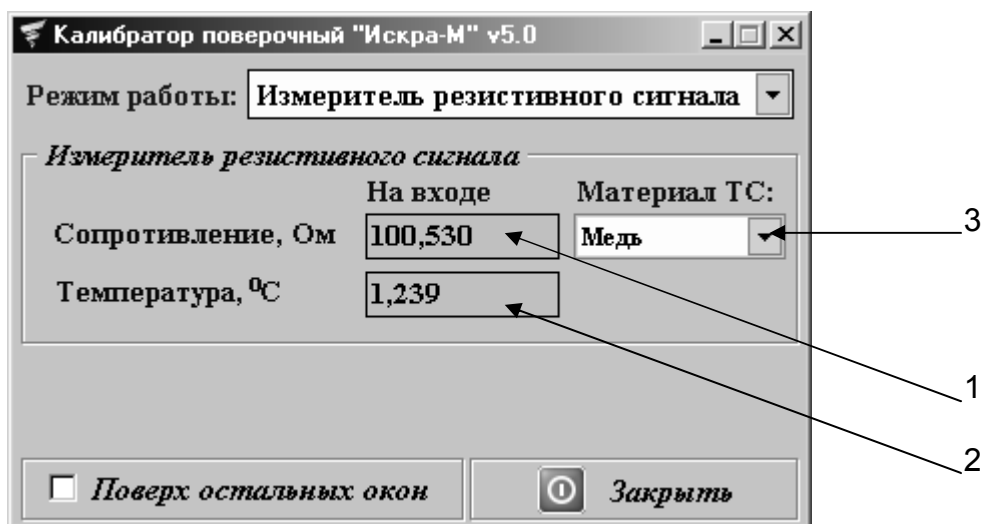 Калибратор поверочный "Искра-М" v5.0
Режим работы: Измеритель резистивного сигнала
Измеритель резистивного сигнала
На входе Материал ТС:
Сопротивление, Ом 100,530 Медь 3
Температура, ⁰С 1,239
1
2
Поверх остальных окон Закрыть